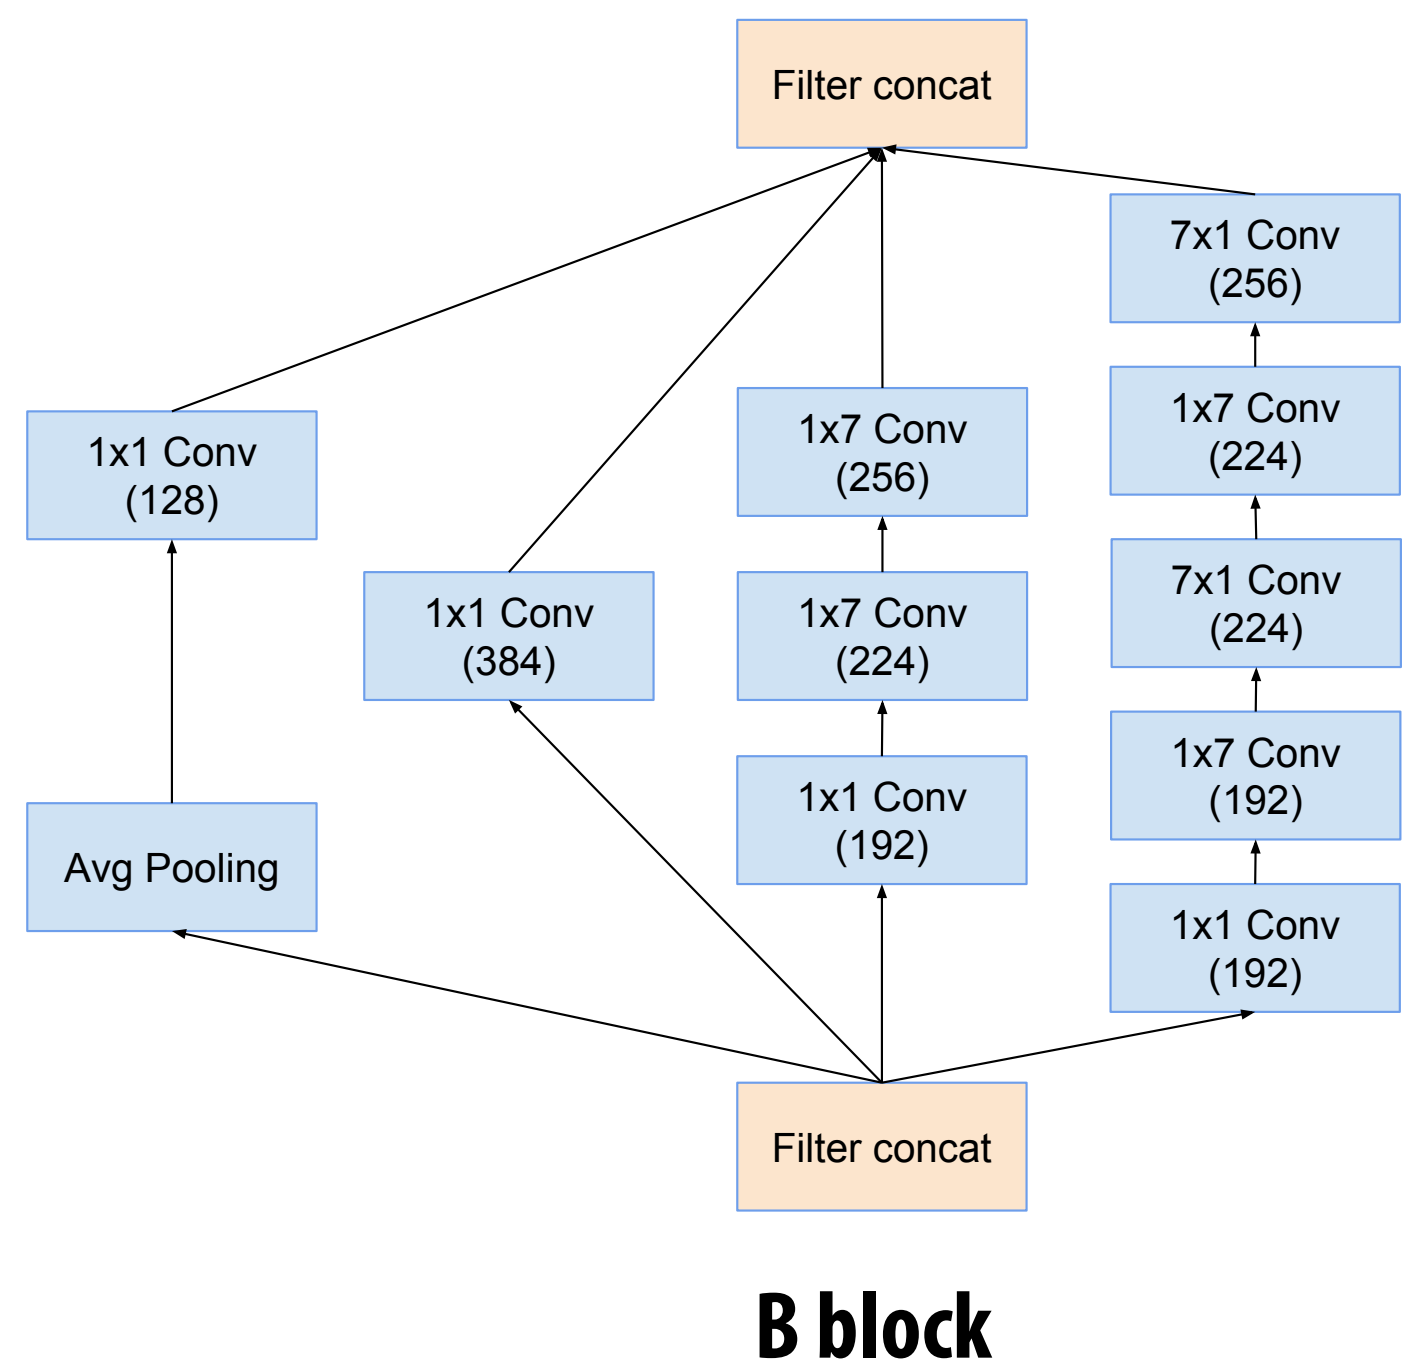 Filter concat
7x1 Conv
(256)
1x7 Conv
(224)
7x1 Conv
(224)
1x7 Conv
(192)
1x1 Conv
(192)
1x7 Conv
(256)
1x7 Conv
(224)
1x1 Conv
(192)
1x1 Conv
(384)
1x1 Conv
(128)
Avg Pooling
Filter concat
B block